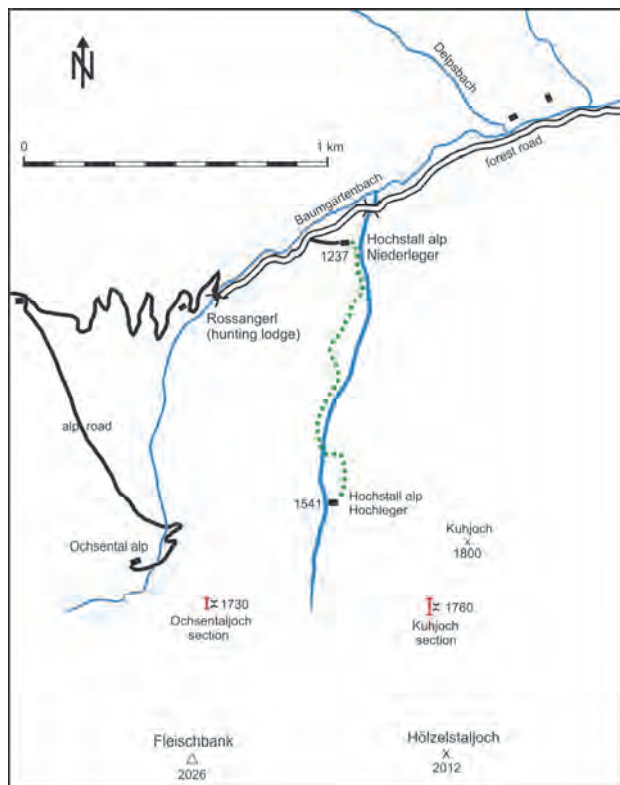 N
Delpsbach
0
1 km
forest road
Baumgartenbach
Hochstall alp
Niederleger
1237
Rossangerl
(hunting lodge)
alp road
1541
Hochstall alp
Hochleger
Kuhjoch
1800
Ochsental alp
1730
Ochsentaljoch
section
1760
Kuhjoch
section
Fleischbank
2026
Hölzelstaljoch
2012